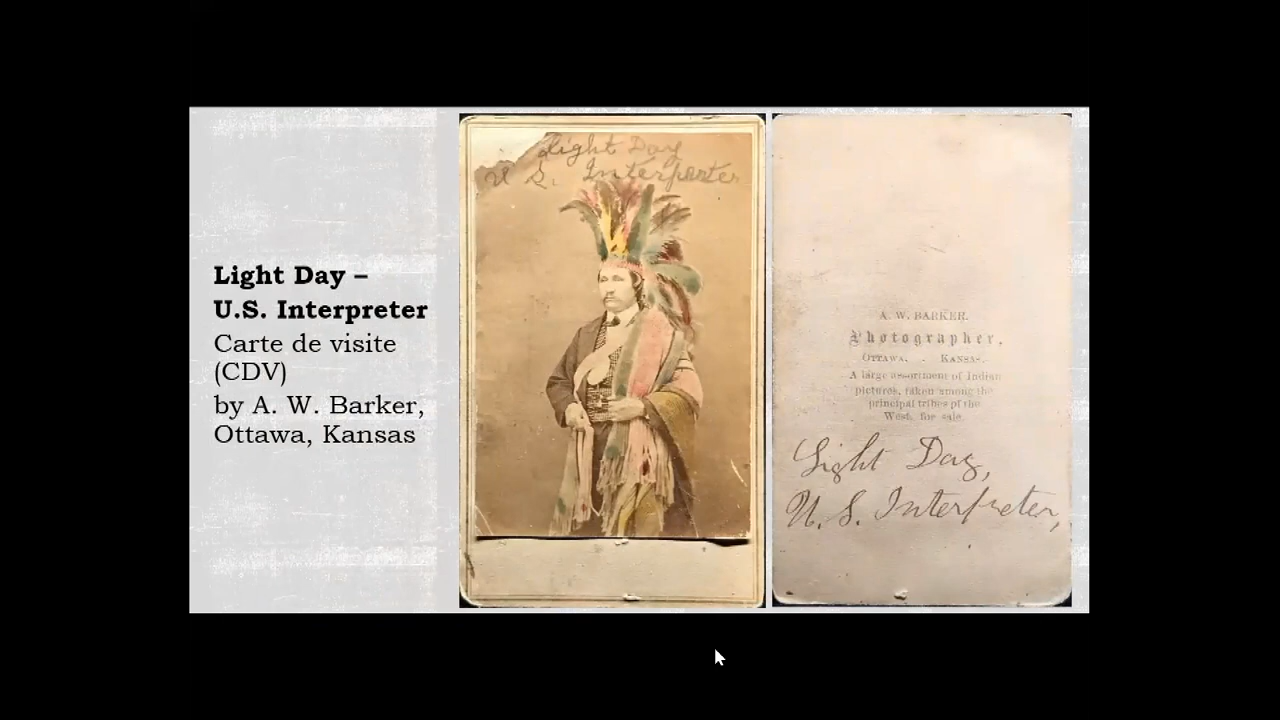 Light Day –
U.S. Interpreter
Carte de visite
(CDV)
by A. W. Barker,
Ottawa, Kansas
Light Day
U S. Interperter
A. W. BARKER.
Photographer,
OTTAWA, - KANSAS.
A large assortment of Indian
pictures, taken among the
principal tribes of the
West, for sale.
Light Day,
U. S. Interpreter,